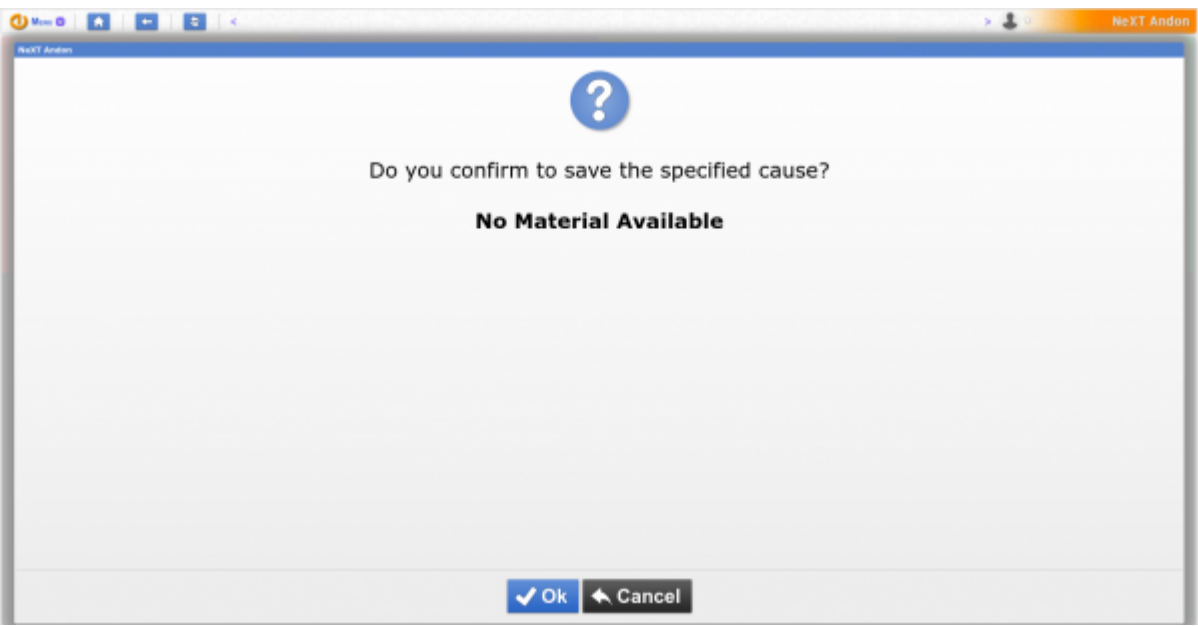 Menu
NeXT Andon
NeXT Andon
?
Do you confirm to save the specified cause?
No Material Available
Ok Cancel